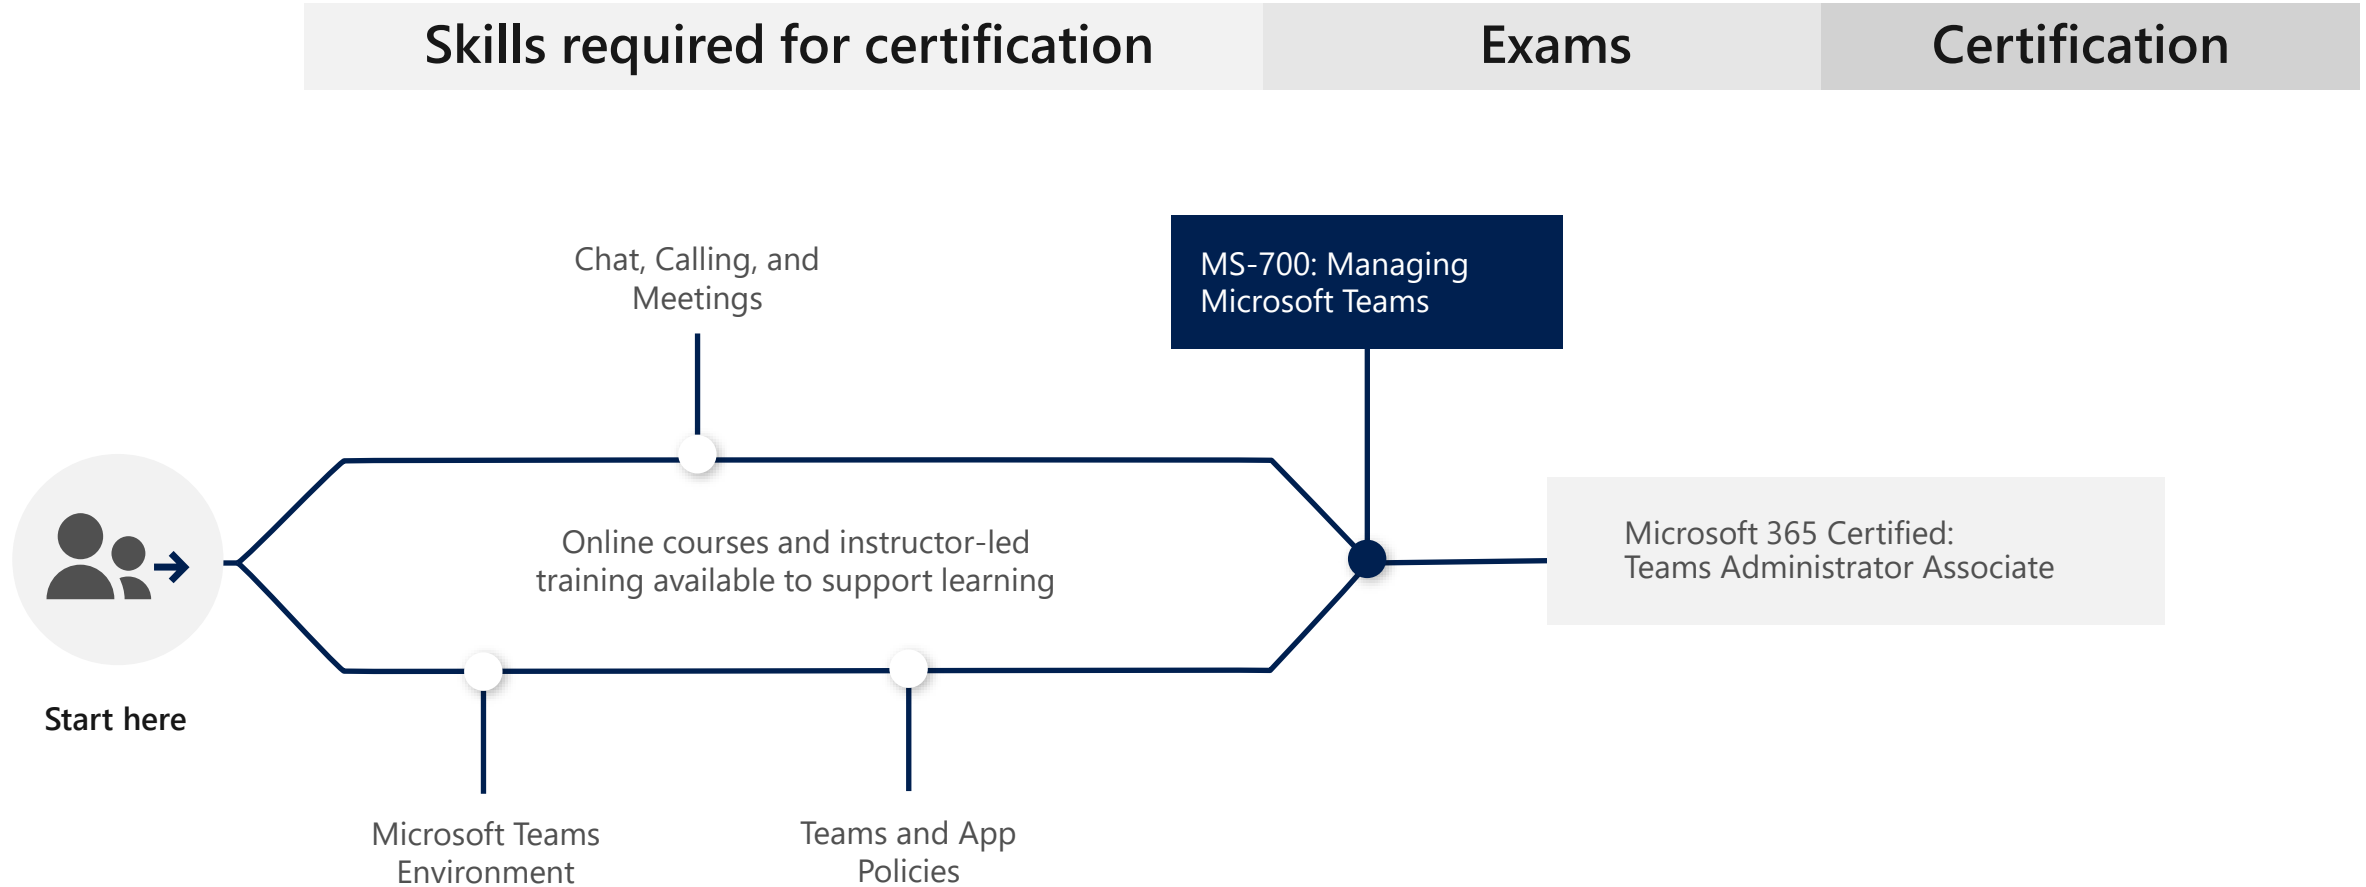 Skills required for certification
Exams
Certification
Chat, Calling, and
Meetings
MS-700: Managing
Microsoft Teams
Online courses and instructor-led
training available to support learning
Microsoft 365 Certified:
Teams Administrator Associate
Start here
Microsoft Teams
Environment
Teams and App
Policies